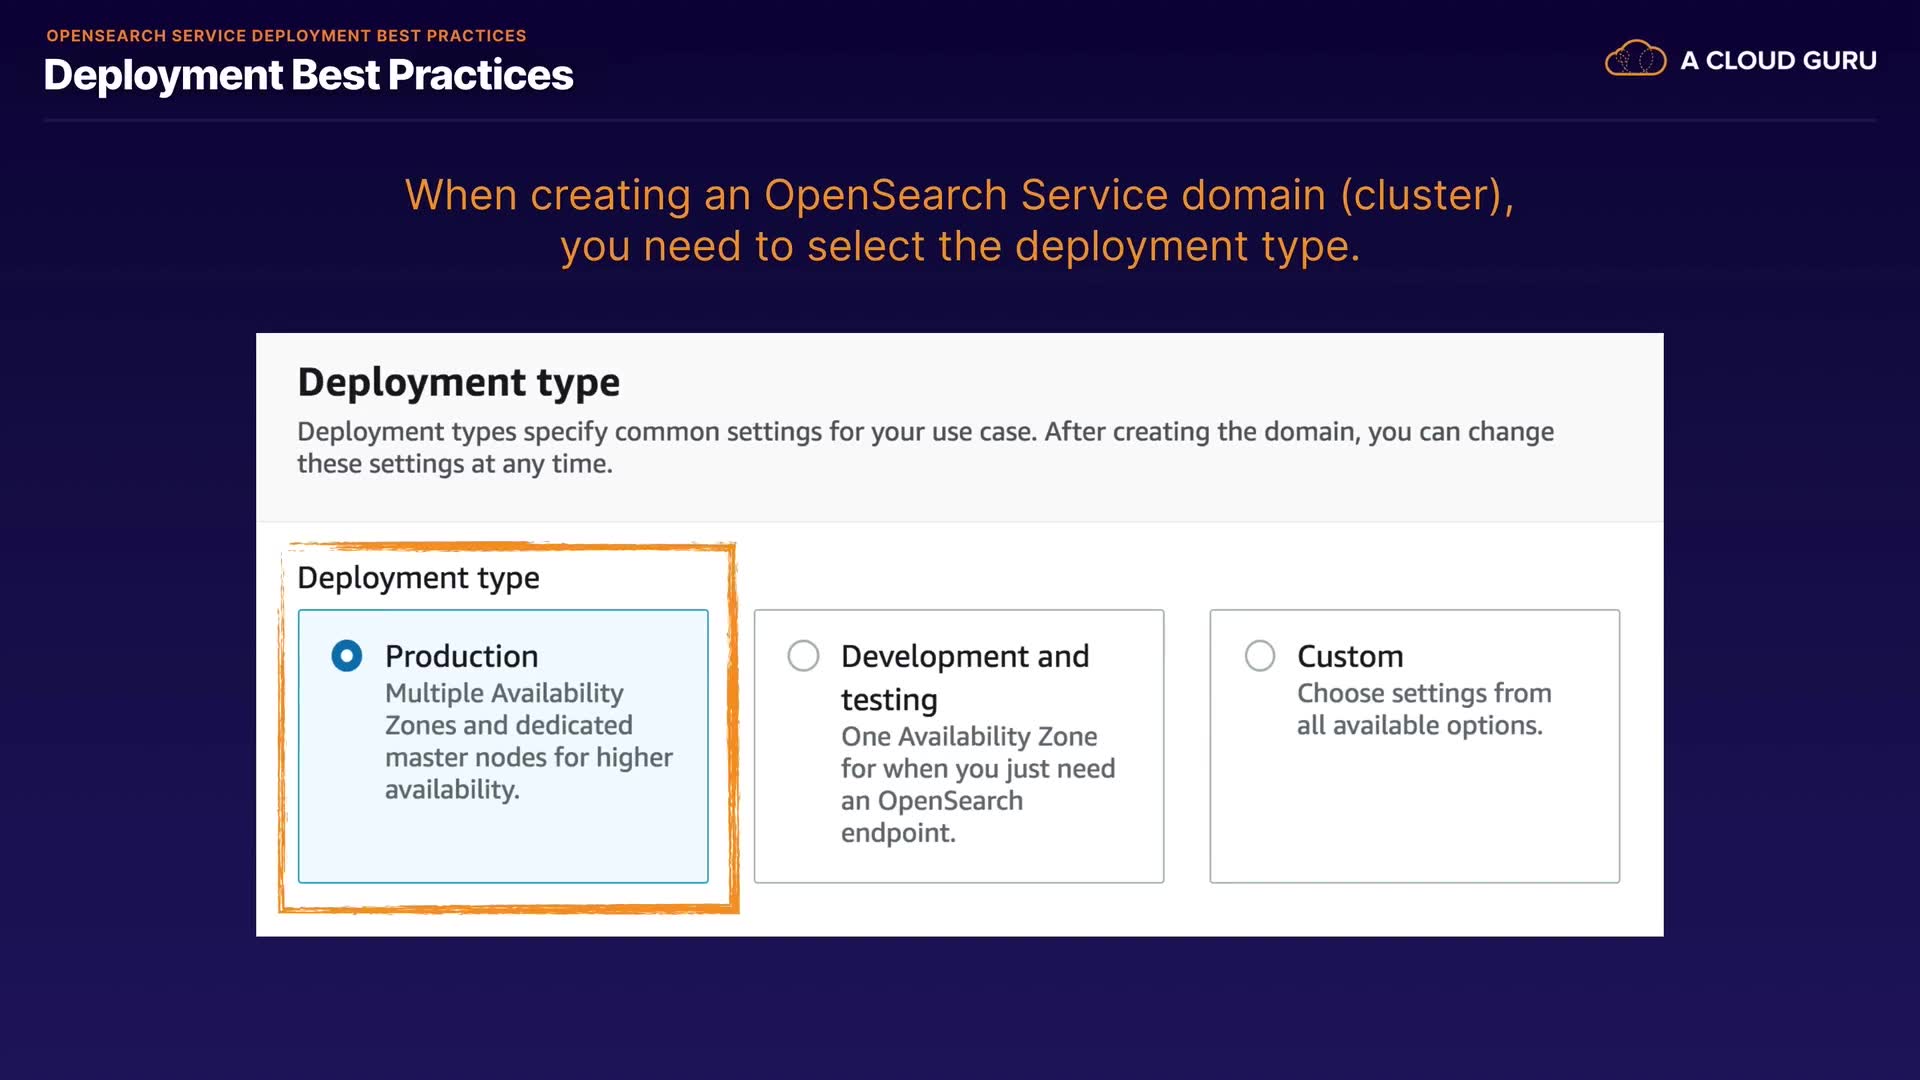 OPENSEARCH SERVICE DEPLOYMENT BEST PRACTICES
Deployment Best Practices
A CLOUD GURU
When creating an OpenSearch Service domain (cluster),
you need to select the deployment type.
Deployment type
Deployment types specify common settings for your use case. After creating the domain, you can change
these settings at any time.
Deployment type
Production
Multiple Availability
Zones and dedicated
master nodes for higher
availability.
Development and
testing
One Availability Zone
for when you just need
an OpenSearch
endpoint.
Custom
Choose settings from
all available options.